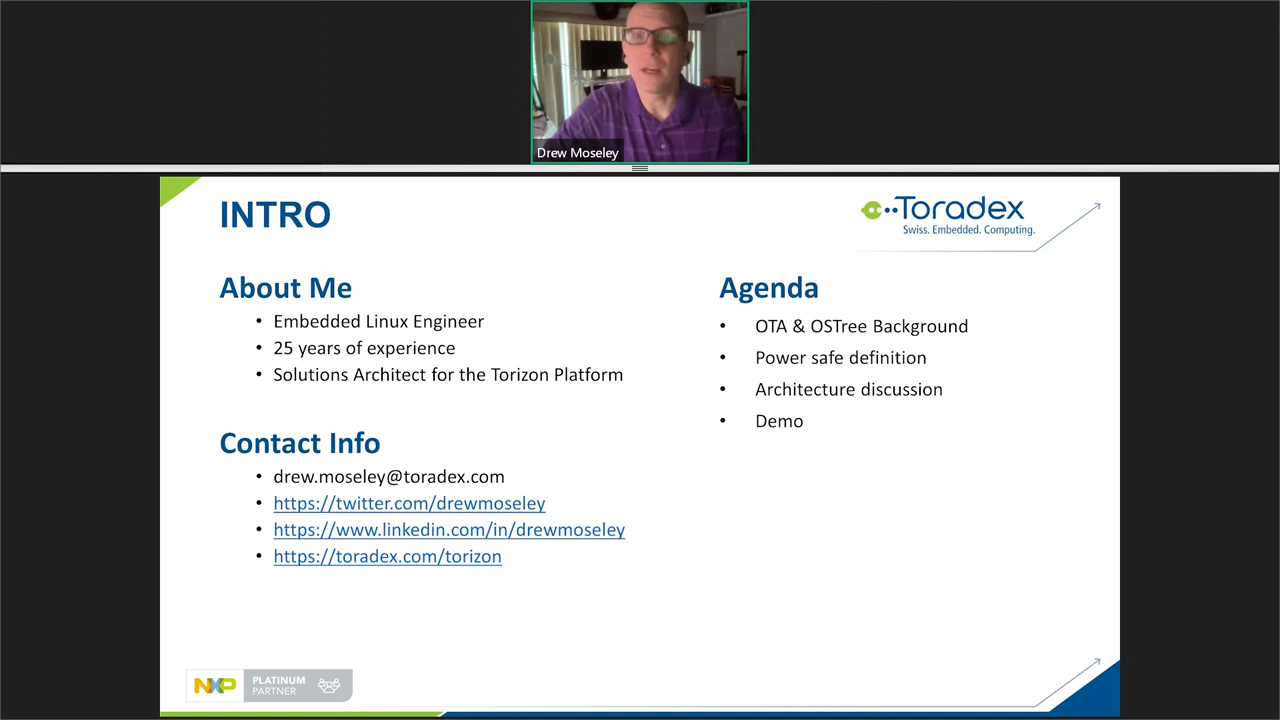 Drew Moseley
INTRO
Toradex
Swiss. Embedded. Computing.
About Me
• Embedded Linux Engineer
• 25 years of experience
• Solutions Architect for the Torizon Platform
Contact Info
• drew.moseley@toradex.com
• https://twitter.com/drewmoseley
• https://www.linkedin.com/in/drewmoseley
• https://toradex.com/torizon
Agenda
• OTA & OSTree Background
• Power safe definition
• Architecture discussion
• Demo
NXP
PLATINUM
PARTNER